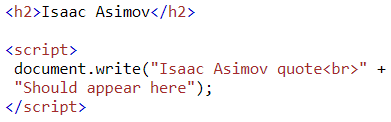 <h2>Isaac Asimov</h2>
<script>
document.write("Isaac Asimov quote<br>" +
"Should appear here");
</script>